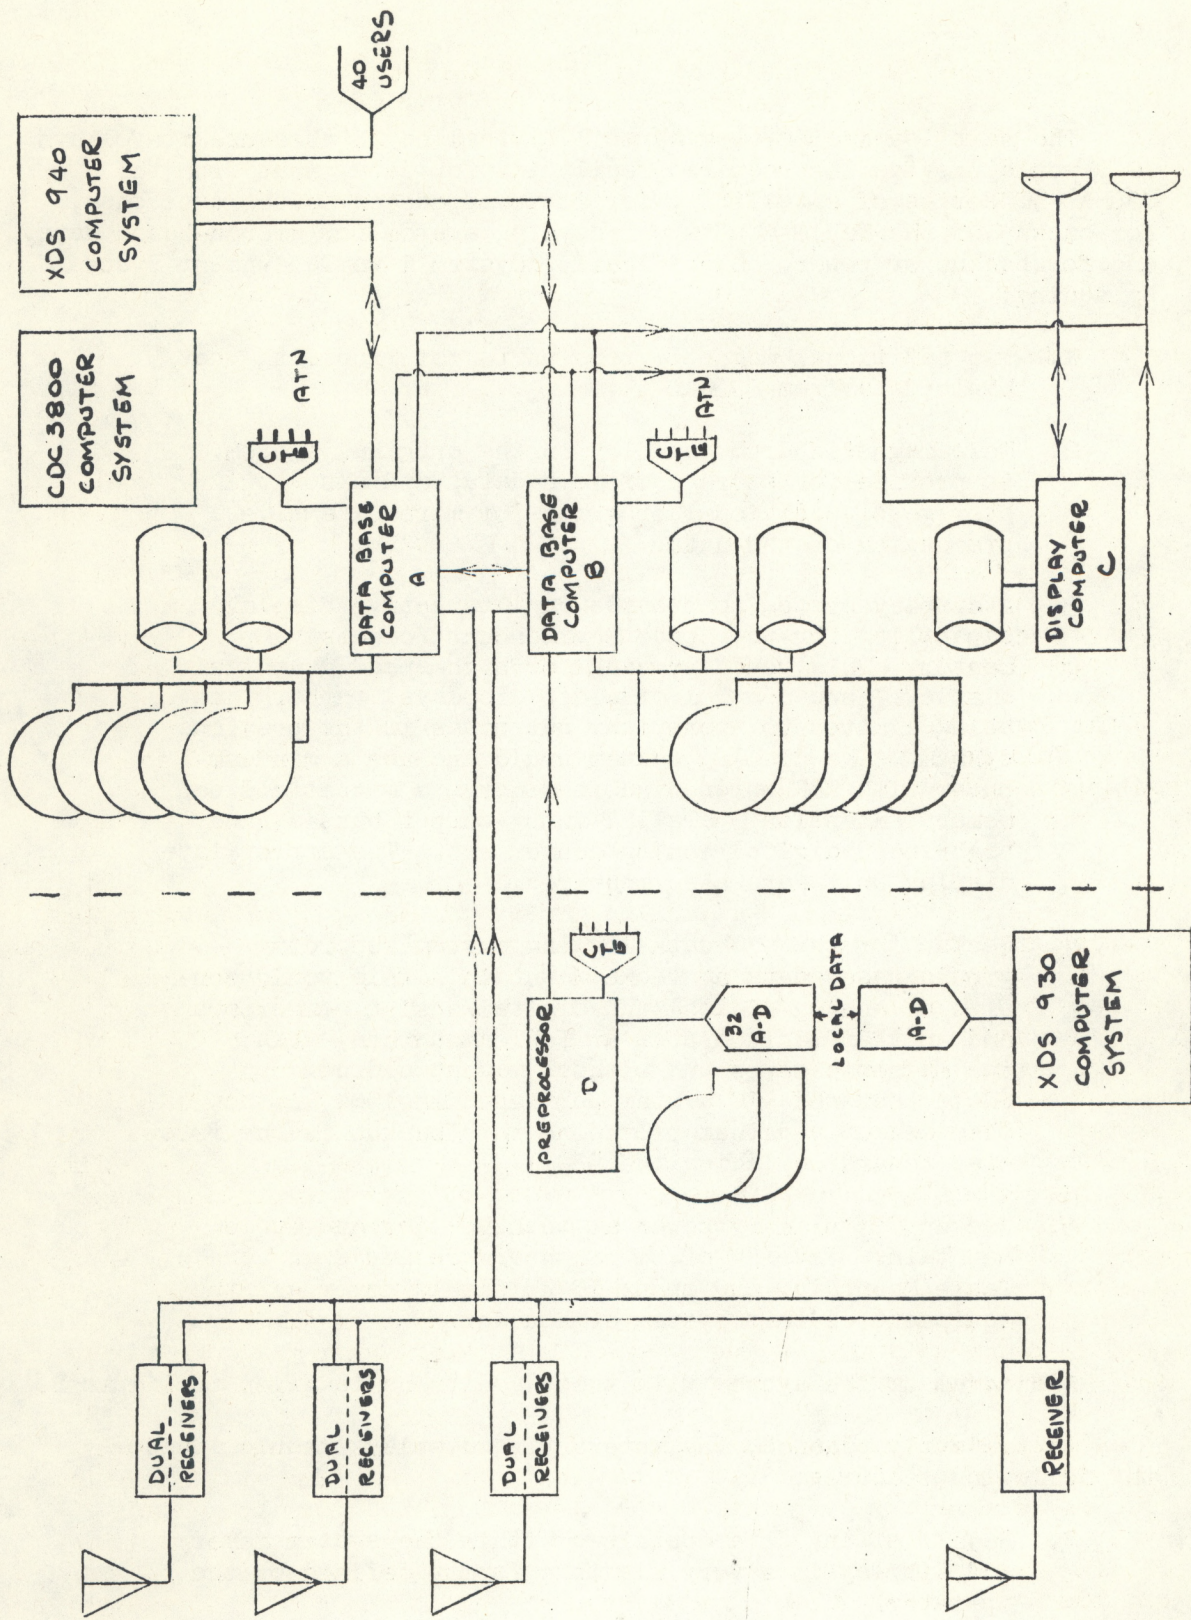 DUAL
RECEIVERS
DUAL
RECEIVERS
DUAL
RECEIVERS
RECEIVER
PREPROCESSOR
D
C
T
E
32
A-D
LOCAL DATA
A-D
XDS 930
COMPUTER
SYSTEM
DATA BASE
COMPUTER
A
C
T
E
ATN
DATA BASE
COMPUTER
B
C
T
E
ATN
DISPLAY
COMPUTER
C
CDC 3800
COMPUTER
SYSTEM
XDS 940
COMPUTER
SYSTEM
40
USERS